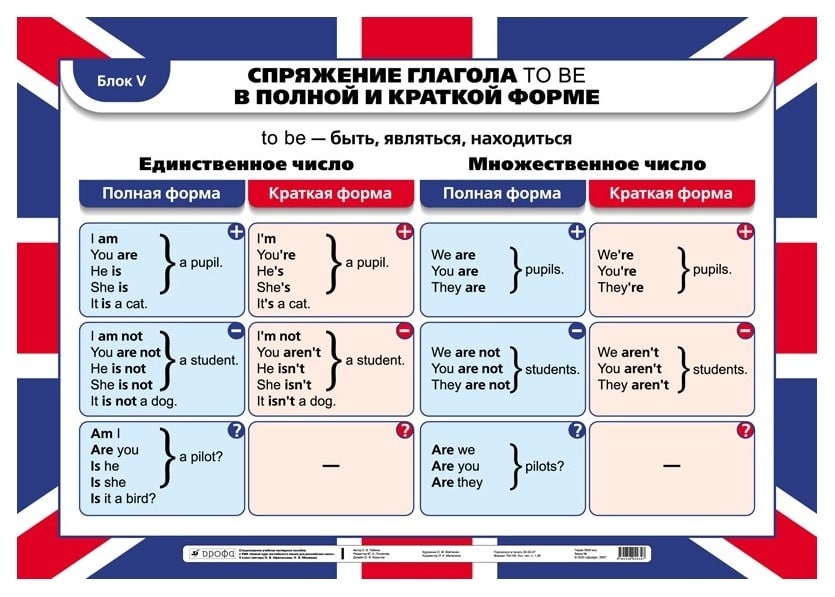 Блок V
СПРЯЖЕНИЕ ГЛАГОЛА TO BE
В ПОЛНОЙ И КРАТКОЙ ФОРМЕ
to be — быть, являться, находиться
Единственное число
Множественное число
Полная форма
Краткая форма
Полная форма
Краткая форма
+
I am
You are
He is
She is
} a pupil.
It is a cat.
+
I'm
You're
He's
She's
} a pupil.
It's a cat.
+
We are
You are
They are
} pupils.
+
We're
You're
They're
} pupils.
−
I am not
You are not
He is not
She is not
} a student.
It is not a dog.
−
I'm not
You aren't
He isn't
She isn't
} a student.
It isn't a dog.
−
We are not
You are not
They are not
} students.
−
We aren't
You aren't
They aren't
} students.
?
Am I
Are you
Is he
Is she
} a pilot?
Is it a bird?
?
—
?
Are we
Are you
Are they
} pilots?
?
—
дрофа